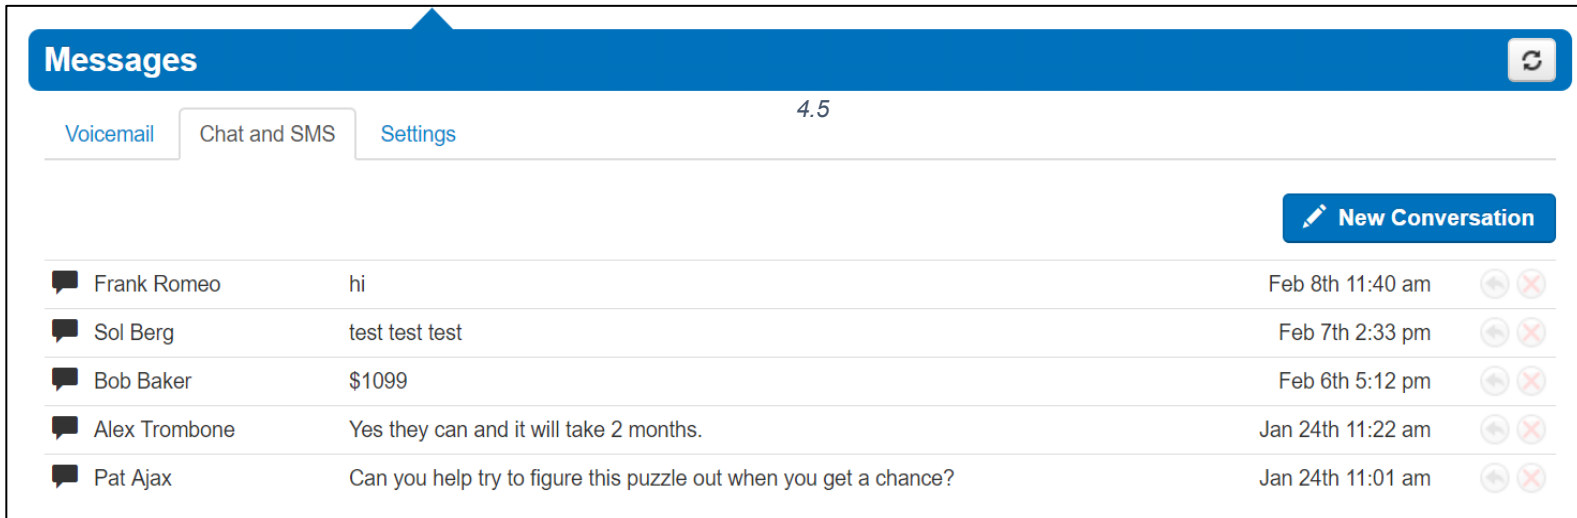 Messages
4.5
Voicemail Chat and SMS Settings
New Conversation
Frank Romeo hi Feb 8th 11:40 am
Sol Berg test test test Feb 7th 2:33 pm
Bob Baker $1099 Feb 6th 5:12 pm
Alex Trombone Yes they can and it will take 2 months. Jan 24th 11:22 am
Pat Ajax Can you help try to figure this puzzle out when you get a chance? Jan 24th 11:01 am